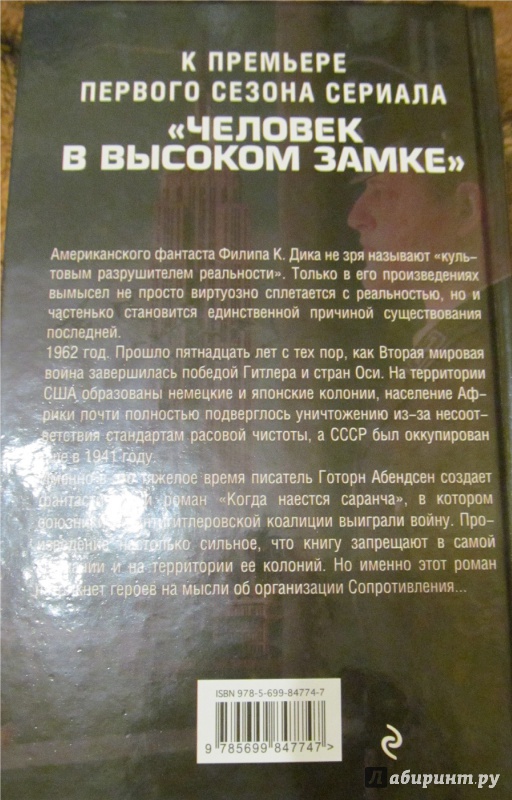 К ПРЕМЬЕРЕ
ПЕРВОГО СЕЗОНА СЕРИАЛА
«ЧЕЛОВЕК
В ВЫСОКОМ ЗАМКЕ»
Американского фантаста Филипа К. Дика не зря называют «куль-
товым разрушителем реальности». Только в его произведениях
вымысел не просто виртуозно сплетается с реальностью, но и
частенько становится единственной причиной существования
последней.
1962 год. Прошло пятнадцать лет с тех пор, как Вторая мировая
война завершилась победой Гитлера и стран Оси. На территории
США образованы немецкие и японские колонии, население Аф-
рики почти полностью подверглось уничтожению из-за несоот-
ветствия стандартам расовой чистоты, а СССР был оккупирован
еще в 1941 году.
Именно в это тяжелое время писатель Готорн Абендсен создает
роман «Когда наестся саранча», в котором
коалиции выиграли войну. Про-
изведение настолько сильное, что книгу запрещают в самой
и на территории ее колоний. Но именно этот роман
героев на мысли об организации Сопротивления...
ISBN 978-5-699-84774-7
9 785699 847747 >
Лабиринт.ру